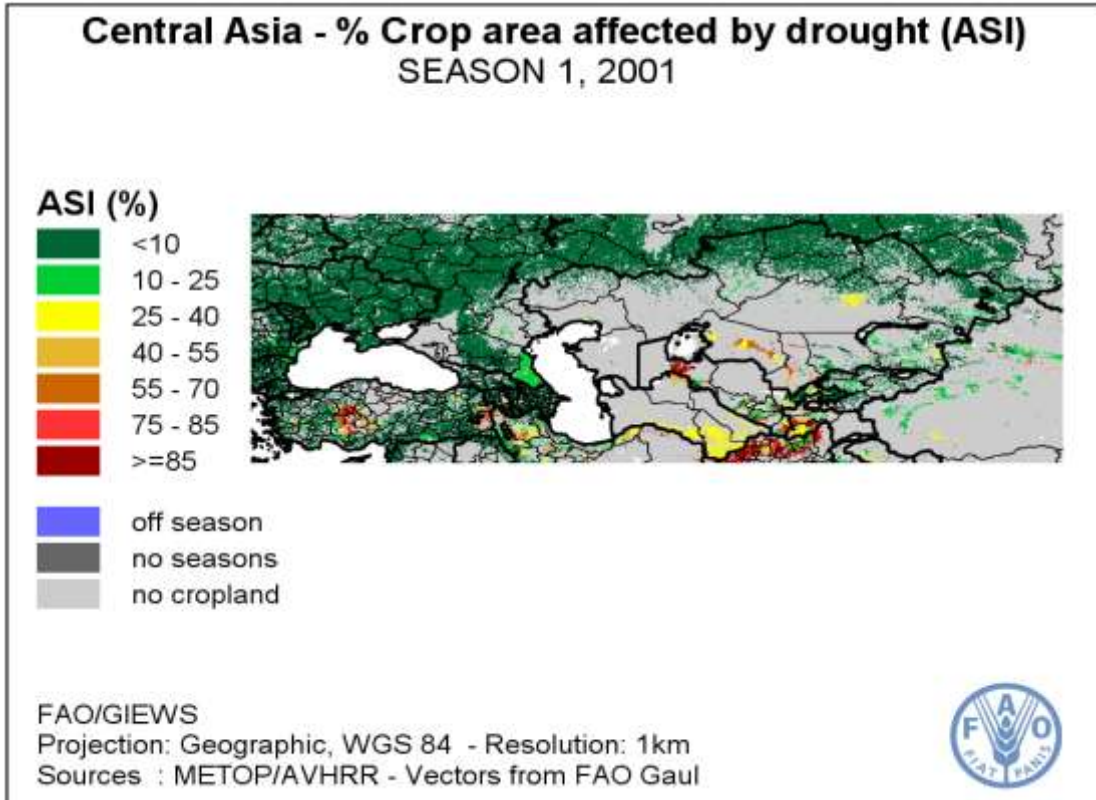 Central Asia - % Crop area affected by drought (ASI)
SEASON 1, 2001
ASI (%)
<10
10 - 25
25 - 40
40 - 55
55 - 70
75 - 85
>=85
off season
no seasons
no cropland
FAO/GIEWS
Projection: Geographic, WGS 84 - Resolution: 1km
Sources : METOP/AVHRR - Vectors from FAO Gaul
F A O
FIAT PANIS